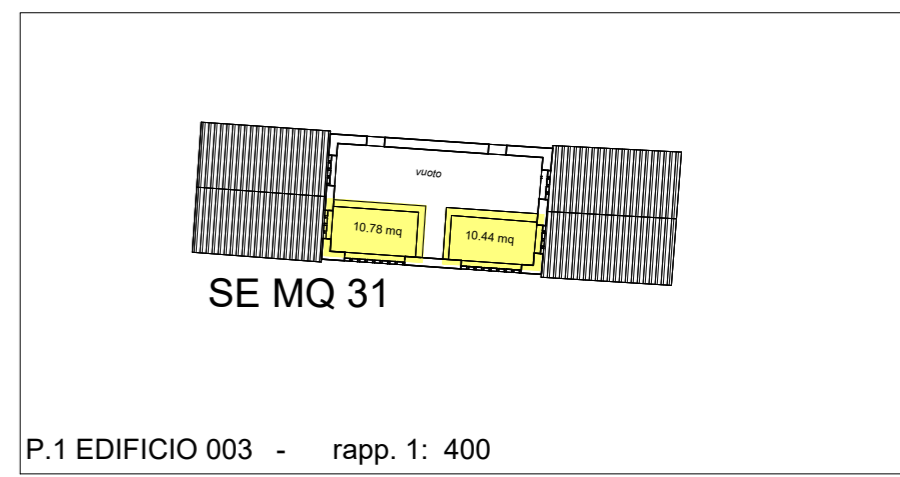 vuoto
10.78 mq
10.44 mq
SE MQ 31
P.1 EDIFICIO 003 - rapp. 1: 400